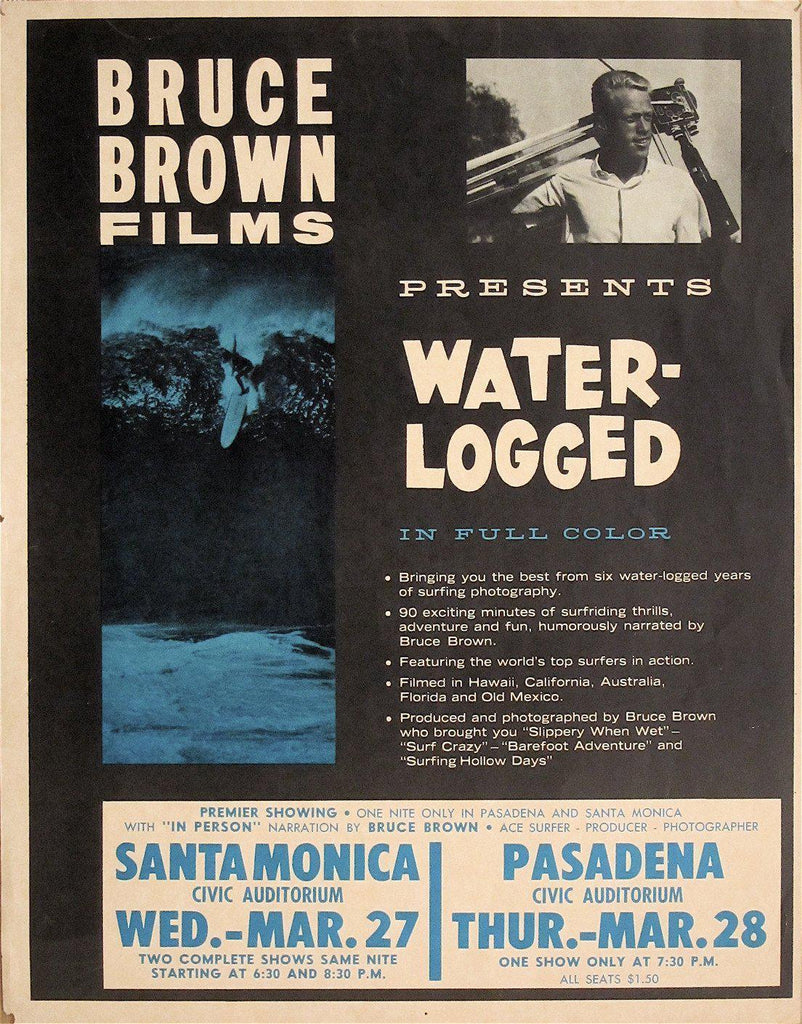 BRUCE
BROWN
FILMS
PRESENTS
WATER-
LOGGED
IN FULL COLOR
• Bringing you the best from six water-logged years
of surfing photography.
• 90 exciting minutes of surfriding thrills,
adventure and fun, humorously narrated by
Bruce Brown.
• Featuring the world's top surfers in action.
• Filmed in Hawaii, California, Australia,
Florida and Old Mexico.
• Produced and photographed by Bruce Brown
who brought you "Slippery When Wet" –
"Surf Crazy" – "Barefoot Adventure" and
"Surfing Hollow Days"
PREMIER SHOWING • ONE NITE ONLY IN PASADENA AND SANTA MONICA
WITH "IN PERSON" NARRATION BY BRUCE BROWN • ACE SURFER - PRODUCER - PHOTOGRAPHER
SANTA MONICA
CIVIC AUDITORIUM
WED.-MAR. 27
TWO COMPLETE SHOWS SAME NITE
STARTING AT 6:30 AND 8:30 P.M.
PASADENA
CIVIC AUDITORIUM
THUR.-MAR. 28
ONE SHOW ONLY AT 7:30 P.M.
ALL SEATS $1.50